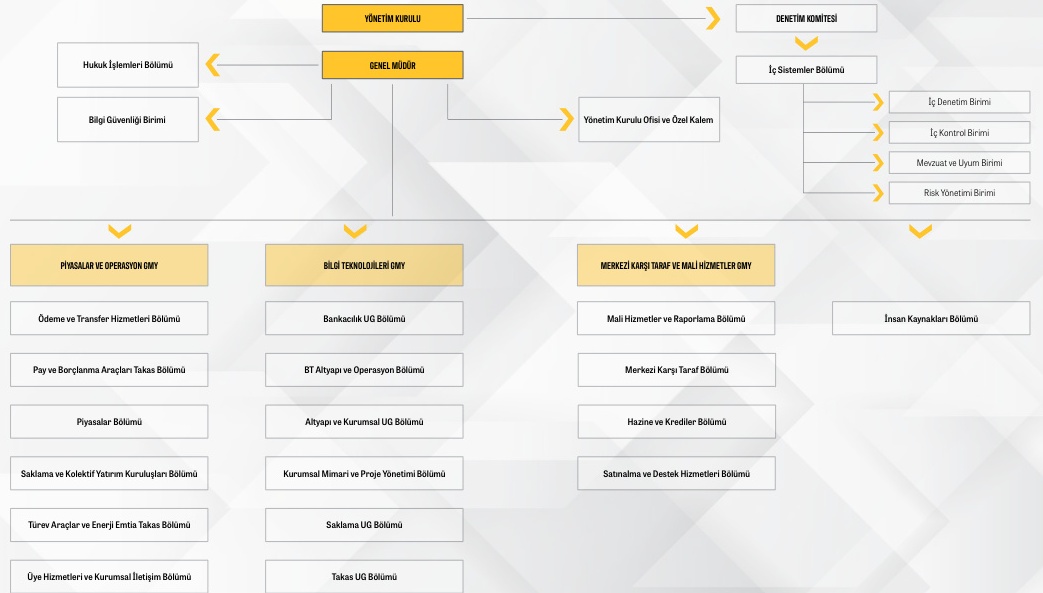 YÖNETİM KURULU
DENETİM KOMİTESİ
GENEL MÜDÜR
Hukuk İşlemleri Bölümü
İç Sistemler Bölümü
Bilgi Güvenliği Birimi
Yönetim Kurulu Ofisi ve Özel Kalem
İç Denetim Birimi
İç Kontrol Birimi
Mevzuat ve Uyum Birimi
Risk Yönetimi Birimi
PİYASALAR VE OPERASYON GMY
Ödeme ve Transfer Hizmetleri Bölümü
Pay ve Borçlanma Araçları Takas Bölümü
Piyasalar Bölümü
Saklama ve Kolektif Yatırım Kuruluşları Bölümü
Türev Araçlar ve Enerji Emtia Takas Bölümü
Üye Hizmetleri ve Kurumsal İletişim Bölümü
BİLGİ TEKNOLOJİLERİ GMY
Bankacılık UG Bölümü
BT Altyapı ve Operasyon Bölümü
Altyapı ve Kurumsal UG Bölümü
Kurumsal Mimari ve Proje Yönetimi Bölümü
Saklama UG Bölümü
Takas UG Bölümü
MERKEZİ KARŞI TARAF VE MALİ HİZMETLER GMY
Mali Hizmetler ve Raporlama Bölümü
Merkezi Karşı Taraf Bölümü
Hazine ve Krediler Bölümü
Satınalma ve Destek Hizmetleri Bölümü
İnsan Kaynakları Bölümü